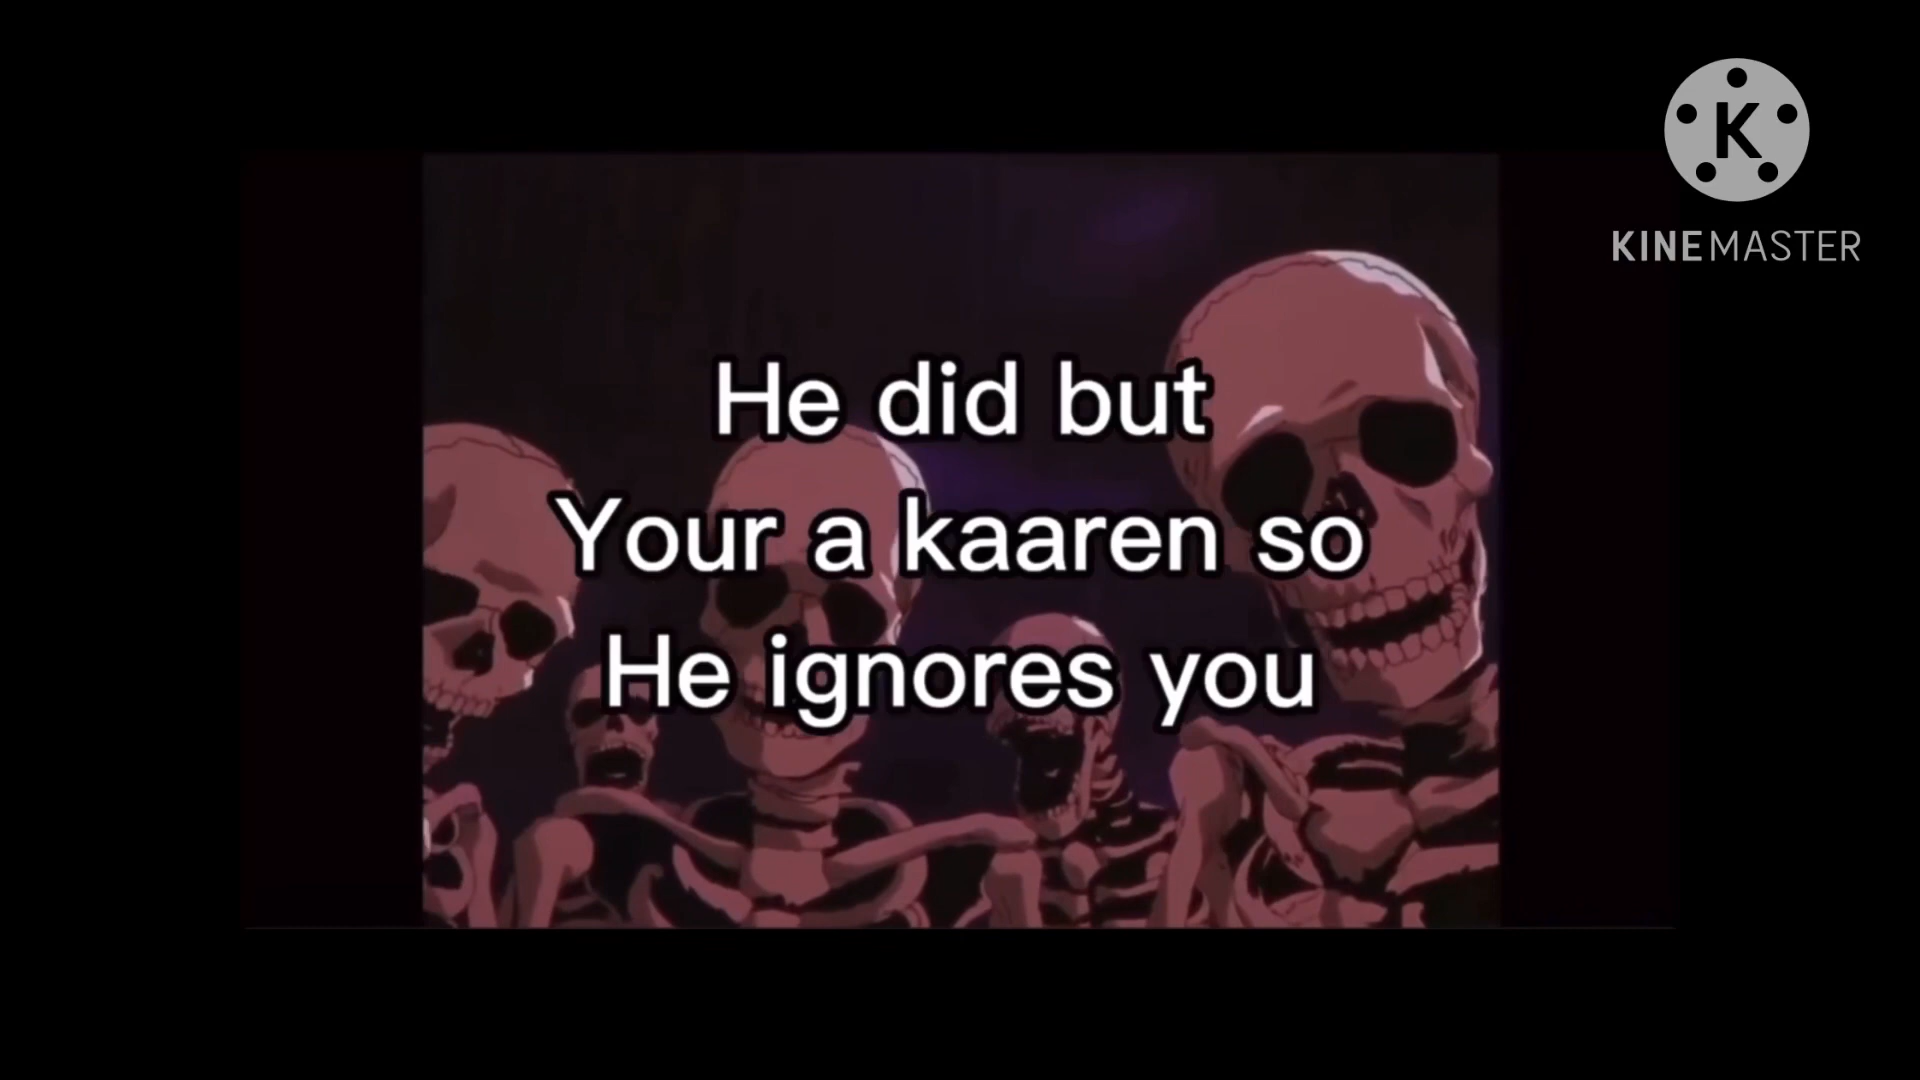 K
KINEMASTER
He did but
Your a kaaren so
He ignores you